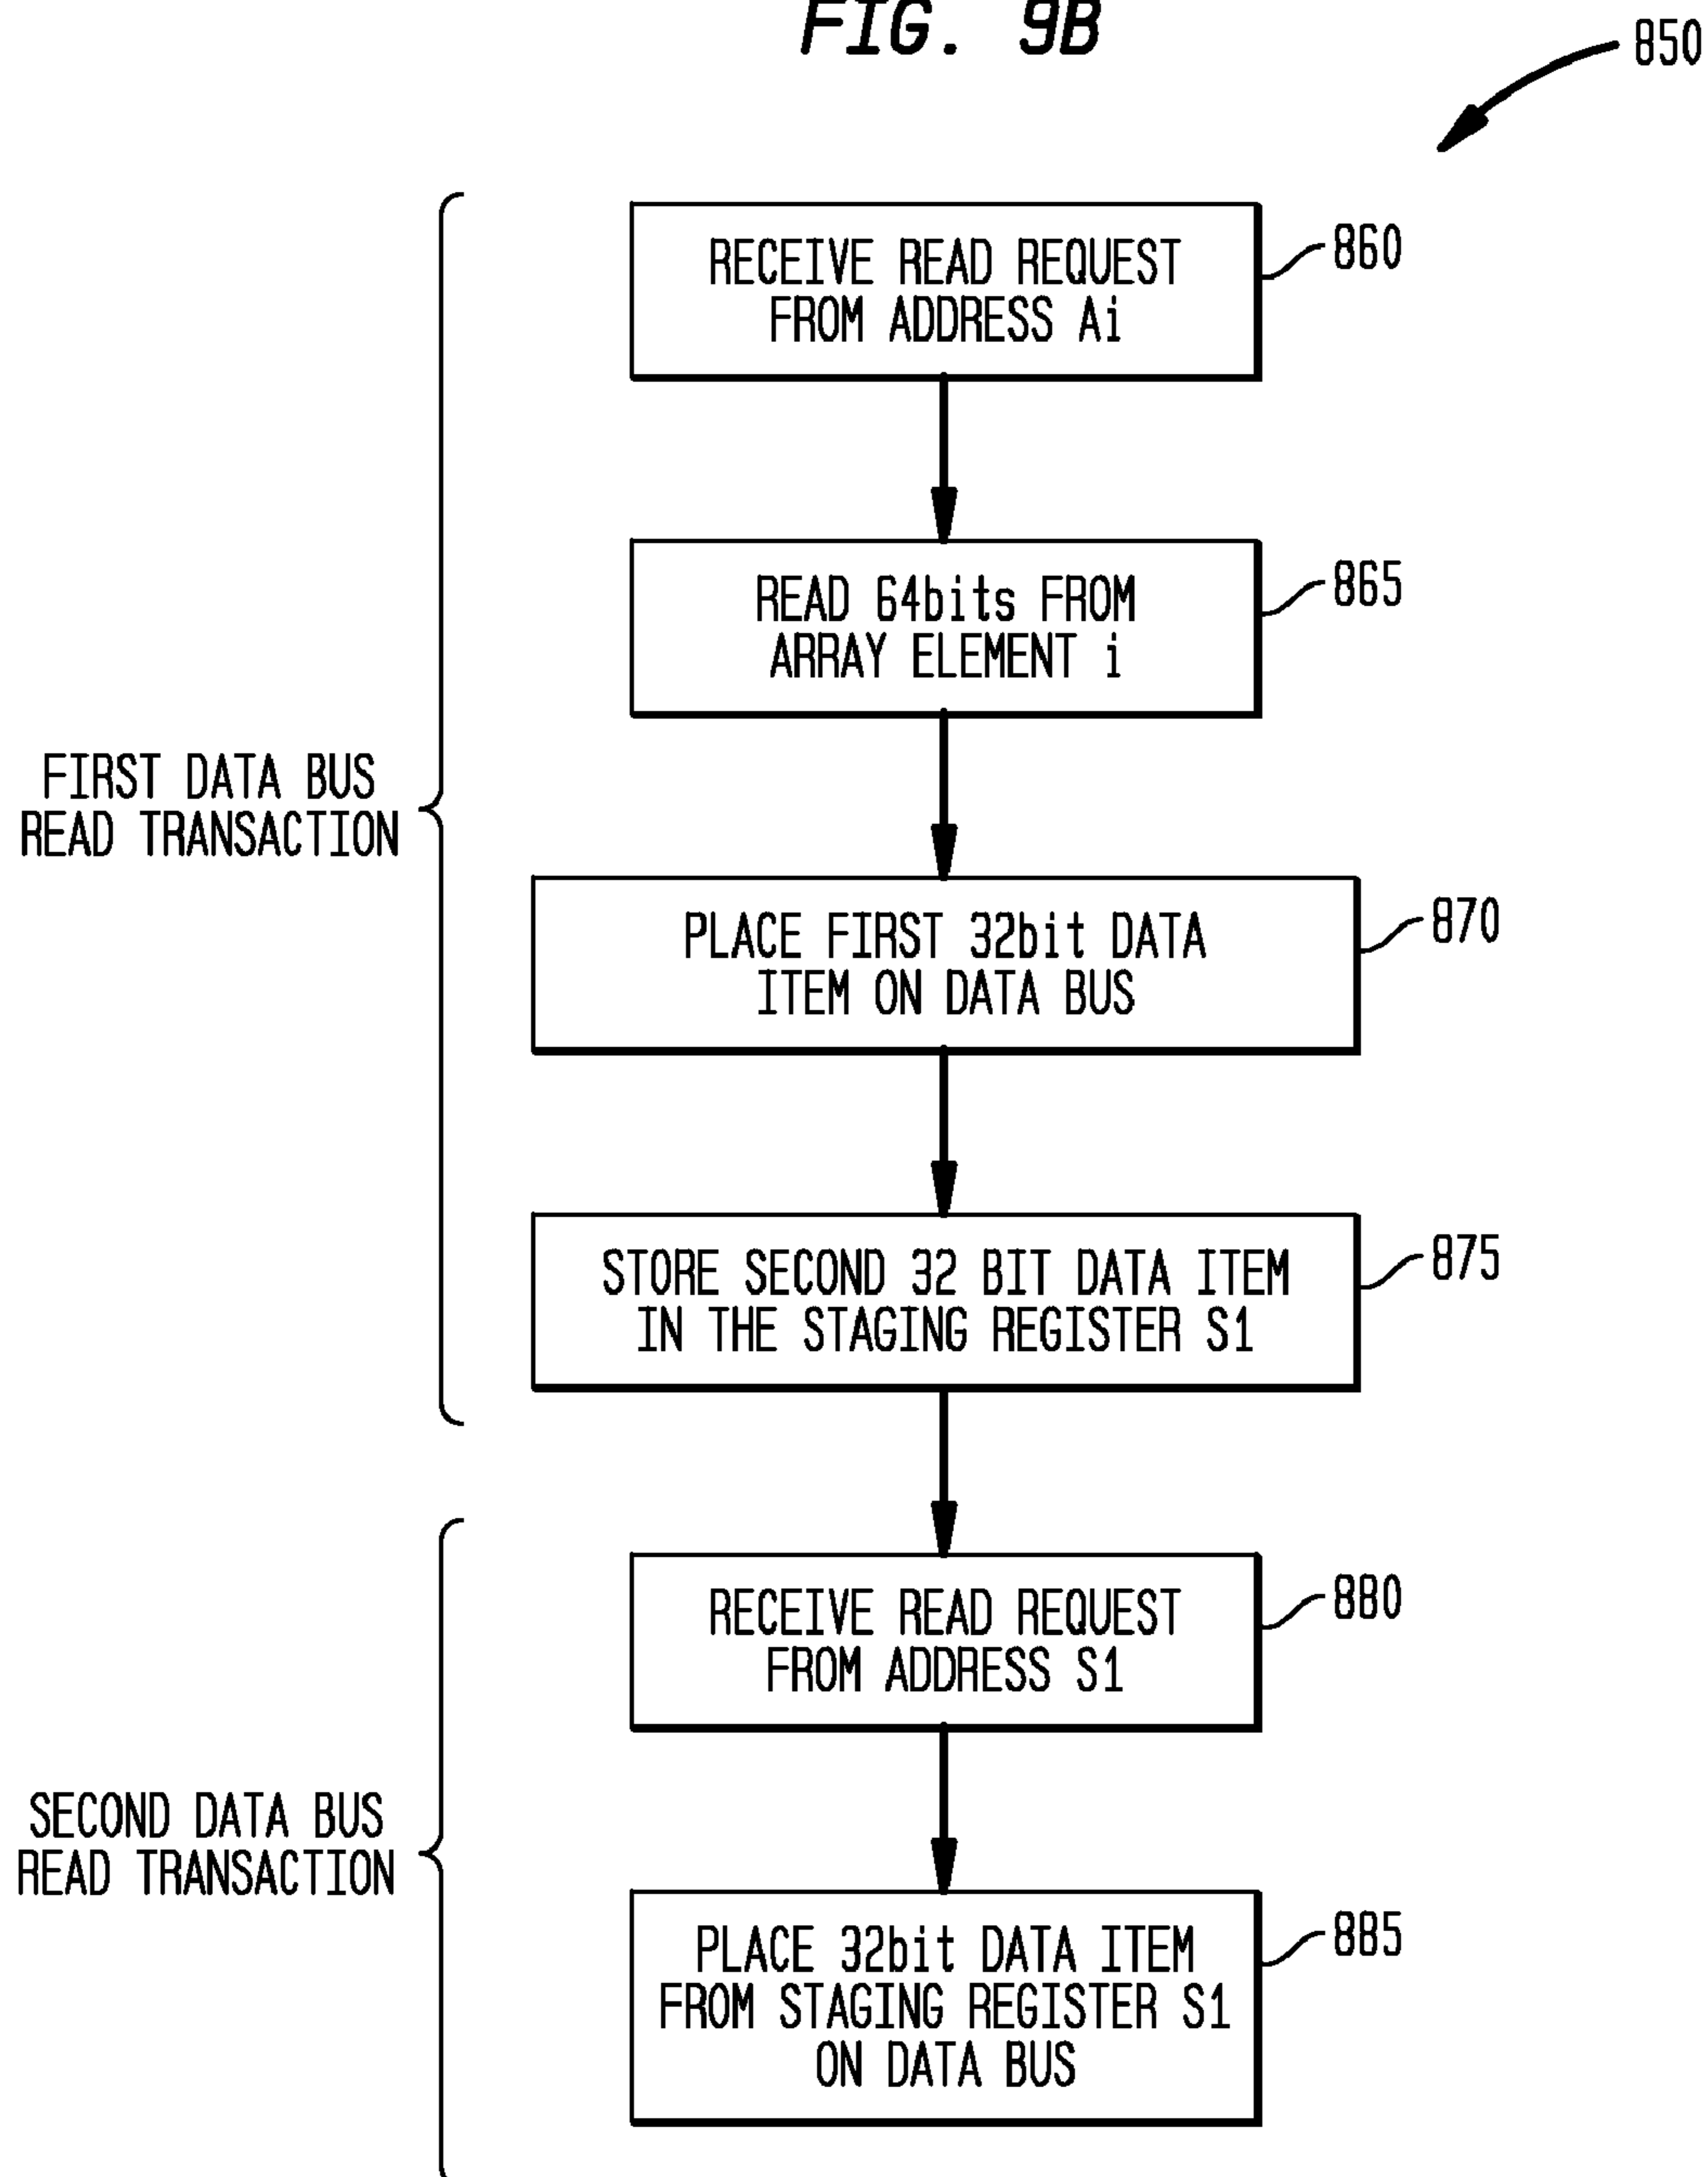 FIG. 9B
850
RECEIVE READ REQUEST
FROM ADDRESS Ai
860
READ 64bits FROM
ARRAY ELEMENT i
865
FIRST DATA BUS
READ TRANSACTION
PLACE FIRST 32bit DATA
ITEM ON DATA BUS
870
STORE SECOND 32 BIT DATA ITEM
IN THE STAGING REGISTER S1
875
RECEIVE READ REQUEST
FROM ADDRESS S1
880
SECOND DATA BUS
READ TRANSACTION
PLACE 32bit DATA ITEM
FROM STAGING REGISTER S1
ON DATA BUS
885